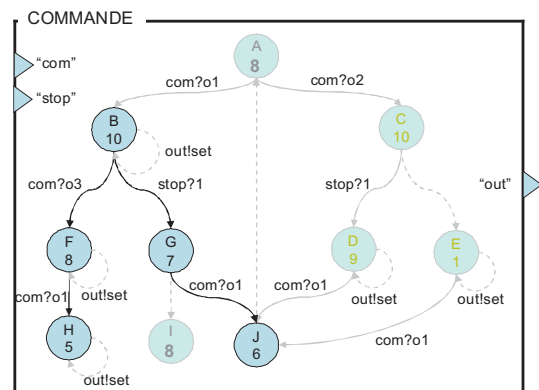 COMMANDE
"com"
"stop"
"out"
A
8
com?o1
com?o2
B
10
out!set
C
10
com?o3
stop?1
stop?1
F
8
out!set
G
7
D
9
out!set
E
1
out!set
com?o1
com?o1
com?o1
com?o1
H
5
out!set
I
8
J
6